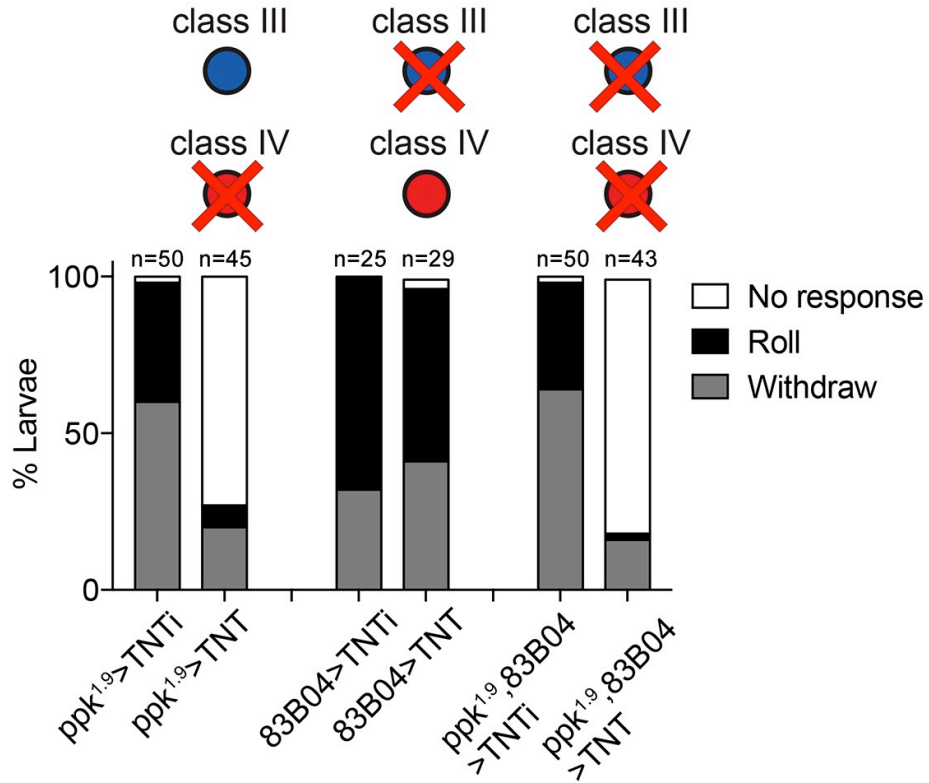 class III class III class III
class IV class IV class IV
n=50 n=45 n=25 n=29 n=50 n=43
100
50
0
% Larvae
No response
Roll
Withdraw
ppk1.9>TNTi
ppk1.9>TNT
83B04>TNTi
83B04>TNT
ppk1.9,83B04
>TNTi
ppk1.9,83B04
>TNT